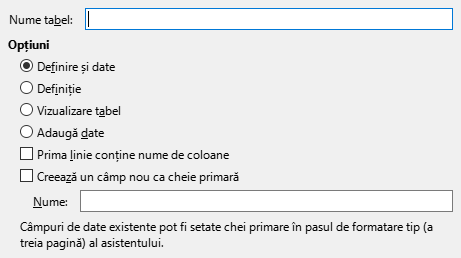 Nume tabel:
Opțiuni
Definire și date
Definiție
Vizualizare tabel
Adaugă date
Prima linie conține nume de coloane
Creează un câmp nou ca cheie primară
Nume:
Câmpuri de date existente pot fi setate chei primare în pasul de formatare tip (a
treia pagină) al asistentului.